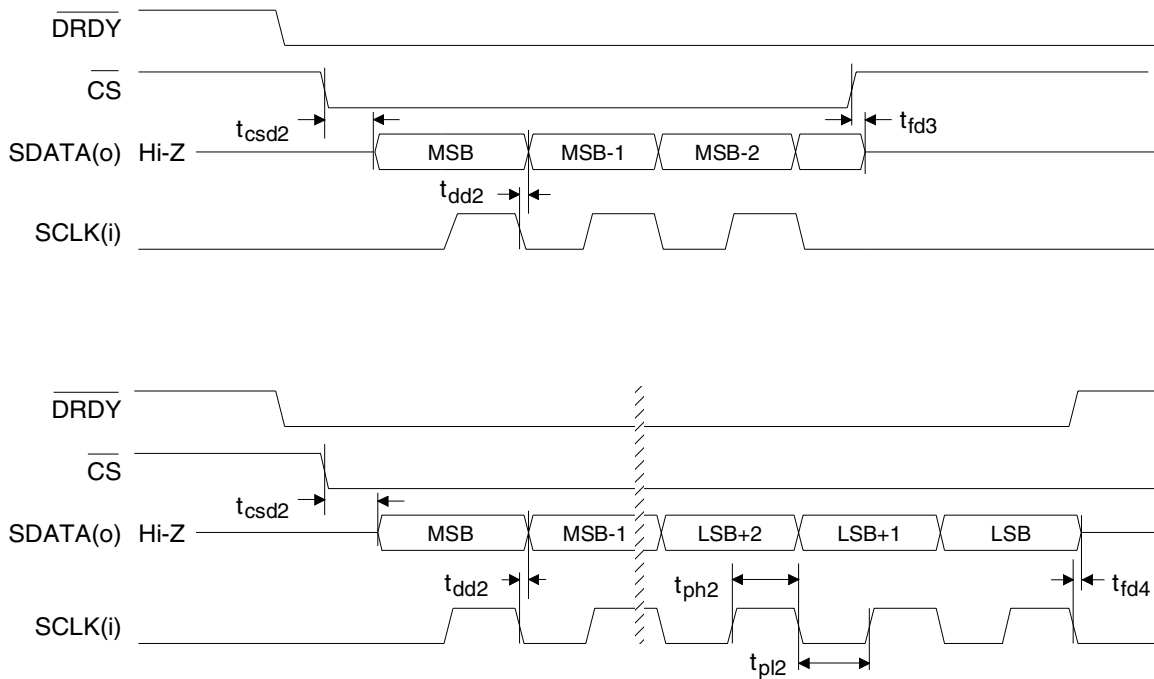 DRDY
CS
t_csd2
t_fd3
SDATA(o) Hi-Z MSB MSB-1 MSB-2
t_dd2
SCLK(i)
DRDY
CS
t_csd2
SDATA(o) Hi-Z MSB MSB-1 LSB+2 LSB+1 LSB
t_dd2 t_ph2 t_fd4
SCLK(i)
t_pl2